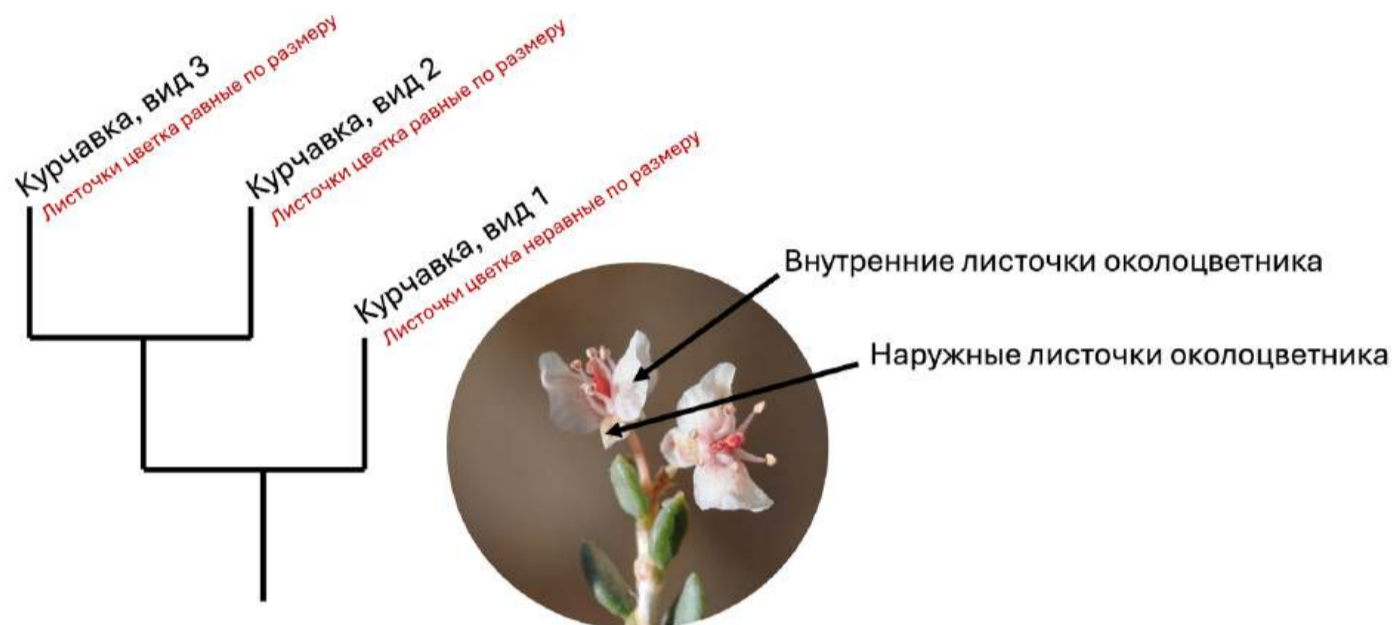 Курчавка, вид 3
Листочки цветка равные по размеру
Курчавка, вид 2
Листочки цветка равные по размеру
Курчавка, вид 1
Листочки цветка неравные по размеру
Внутренние листочки околоцветника
Наружные листочки околоцветника